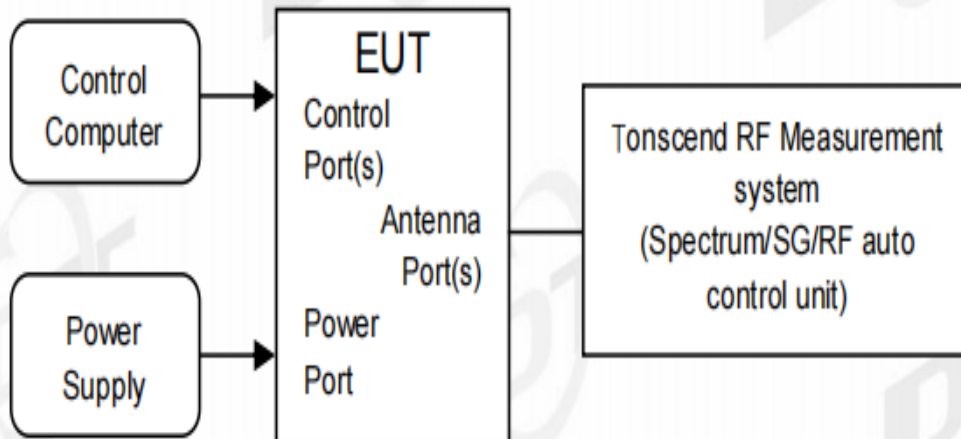 Control
Computer
EUT
Control
Port(s)
Antenna
Port(s)
Power
Port
Power
Supply
Tonscend RF Measurement
system
(Spectrum/SG/RF auto
control unit)